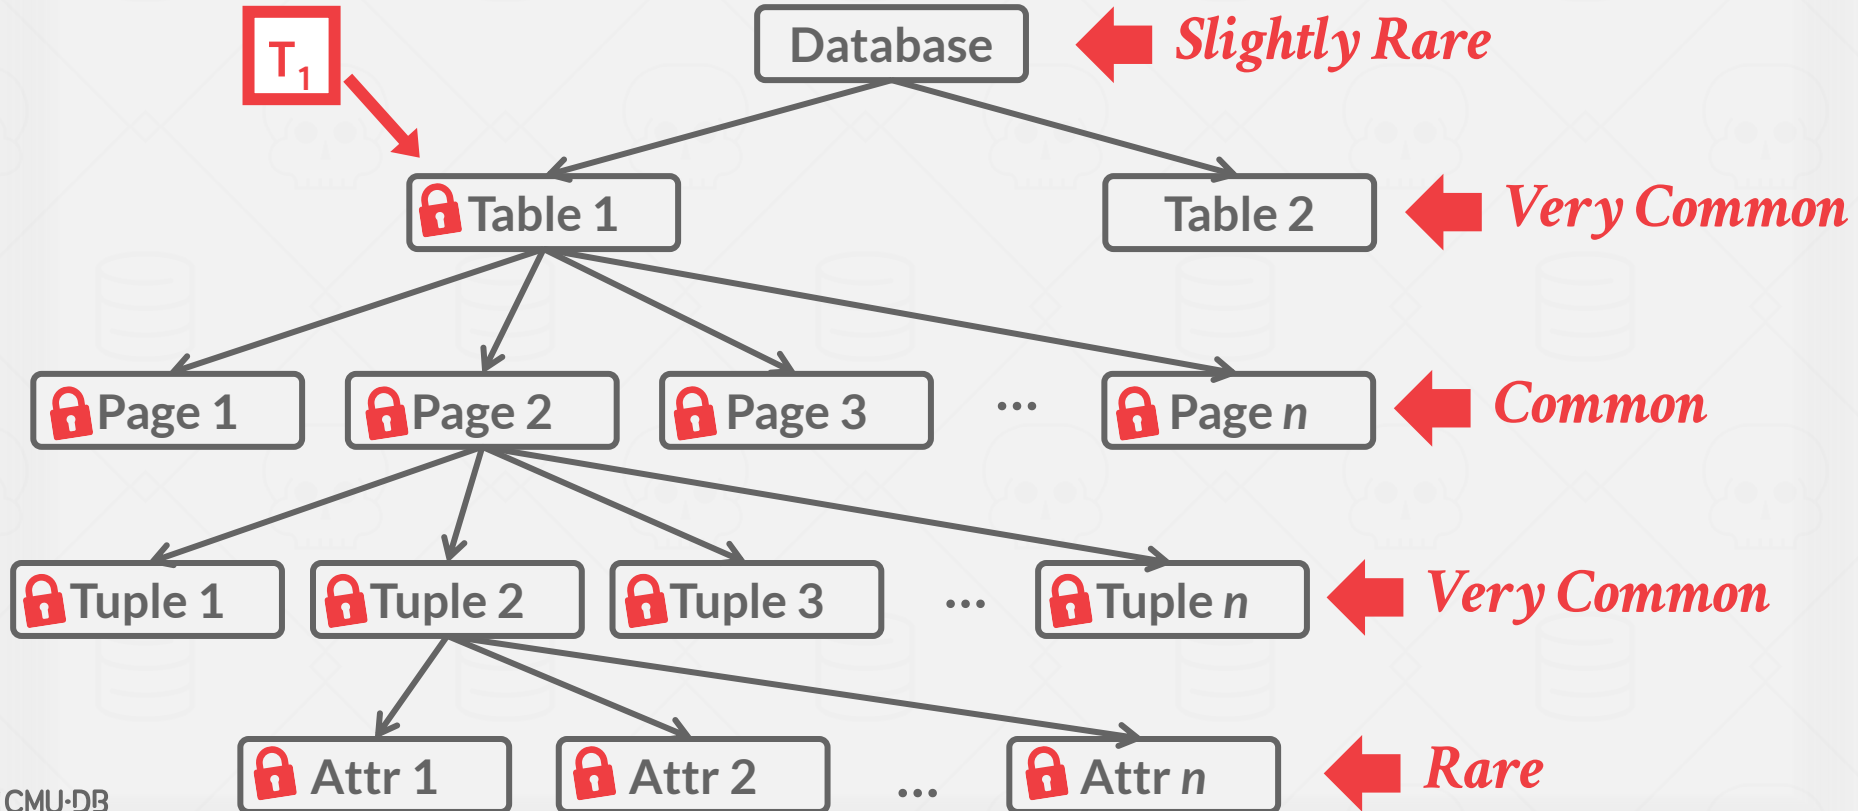 T1
Database
Slightly Rare
Table 1
Table 2
Very Common
Page 1
Page 2
Page 3
...
Page n
Common
Tuple 1
Tuple 2
Tuple 3
...
Tuple n
Very Common
Attr 1
Attr 2
...
Attr n
Rare
CMU·DB